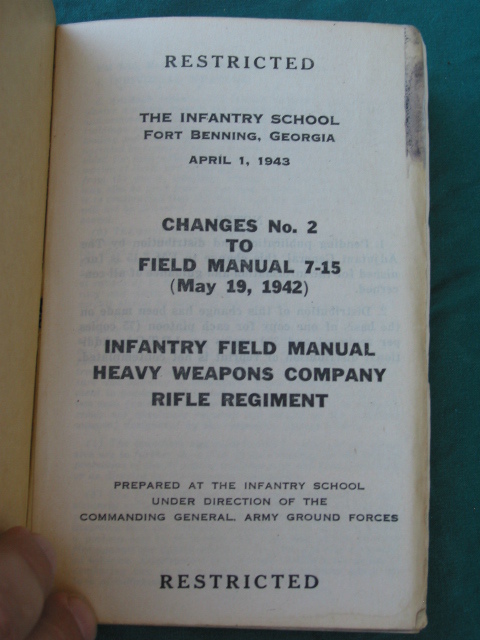 RESTRICTED
THE INFANTRY SCHOOL
FORT BENNING, GEORGIA
APRIL 1, 1943
CHANGES No. 2
TO
FIELD MANUAL 7-15
(May 19, 1942)
INFANTRY FIELD MANUAL
HEAVY WEAPONS COMPANY
RIFLE REGIMENT
PREPARED AT THE INFANTRY SCHOOL
UNDER DIRECTION OF THE
COMMANDING GENERAL, ARMY GROUND FORCES
RESTRICTED